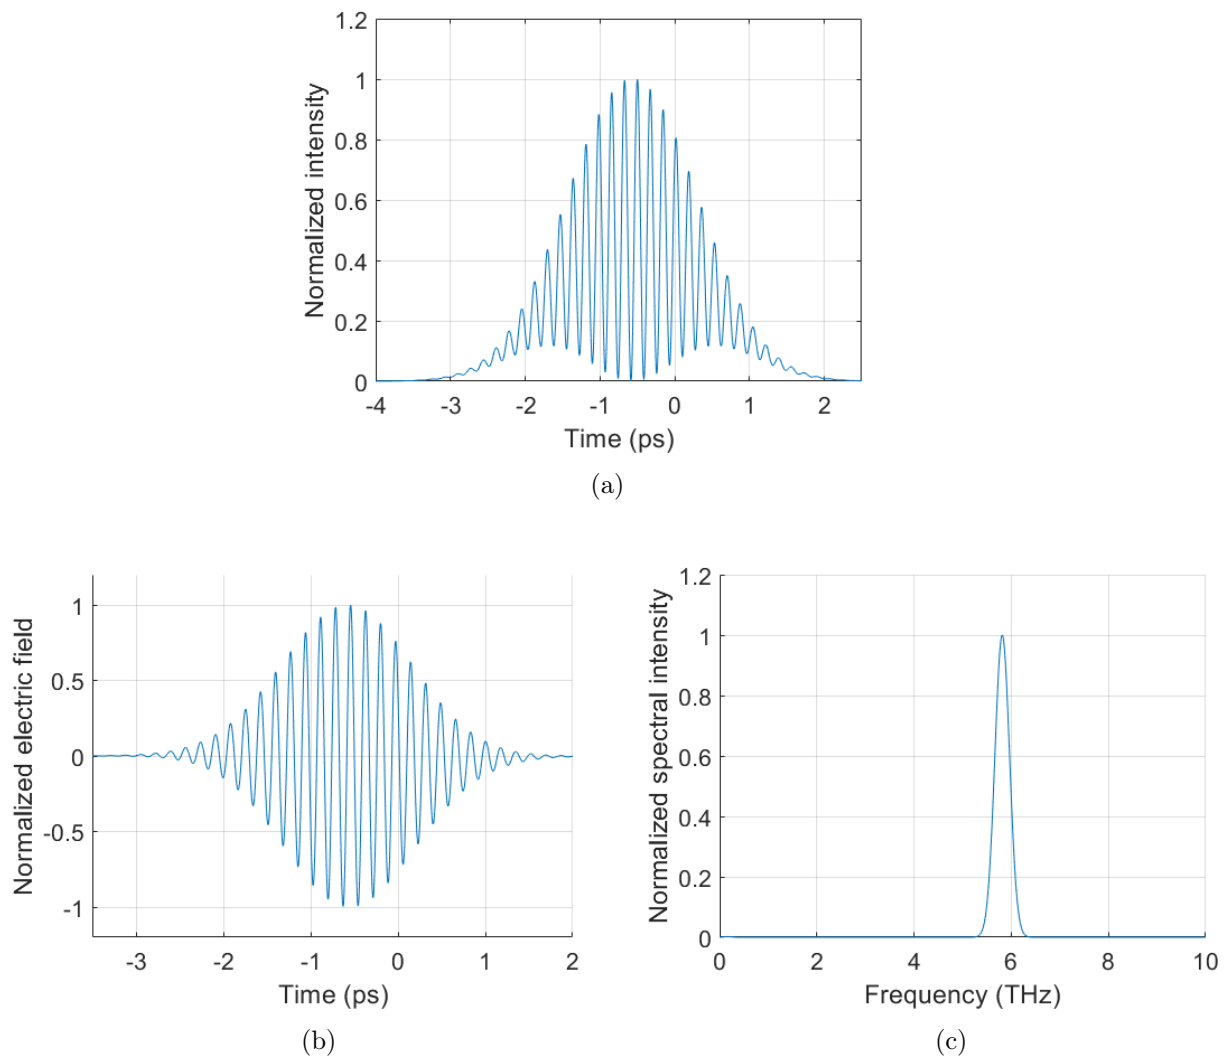 1.2
1
0.8
0.6
0.4
0.2
0
Normalized intensity
-4 -3 -2 -1 0 1 2
Time (ps)
(a)
1
0.5
0
-0.5
-1
Normalized electric field
-3 -2 -1 0 1 2
Time (ps)
(b)
1.2
1
0.8
0.6
0.4
0.2
0
Normalized spectral intensity
0 2 4 6 8 10
Frequency (THz)
(c)